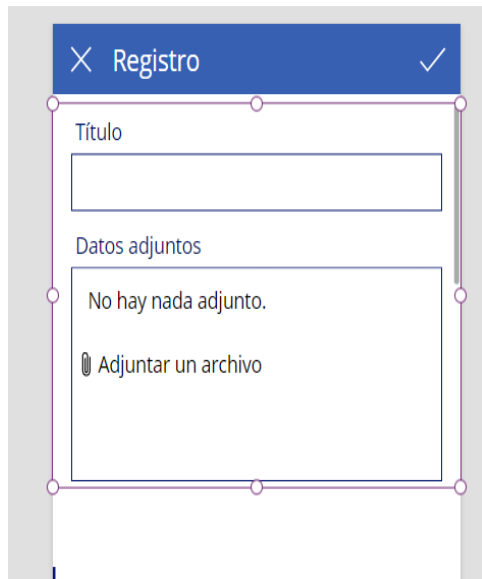 Registro
Título
Datos adjuntos
No hay nada adjunto.
Adjuntar un archivo